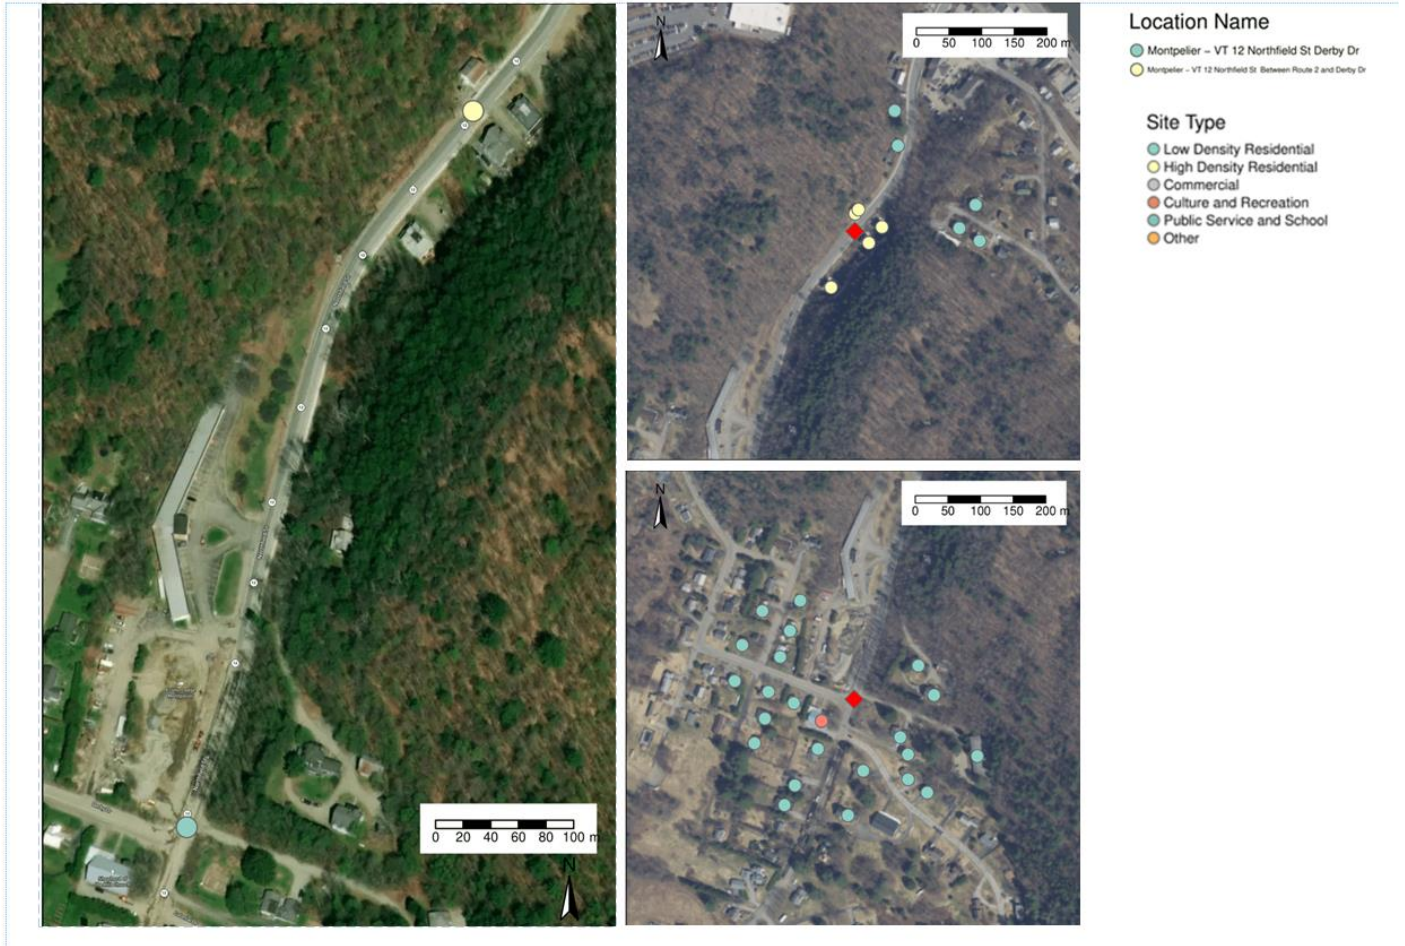 N
0 50 100 150 200 m
Location Name
Montpelier – VT 12 Northfield St Derby Dr
Montpelier – VT 12 Northfield St Between Route 2 and Derby Dr
Site Type
Low Density Residential
High Density Residential
Commercial
Culture and Recreation
Public Service and School
Other
N
0 50 100 150 200 m
0 20 40 60 80 100 m
N